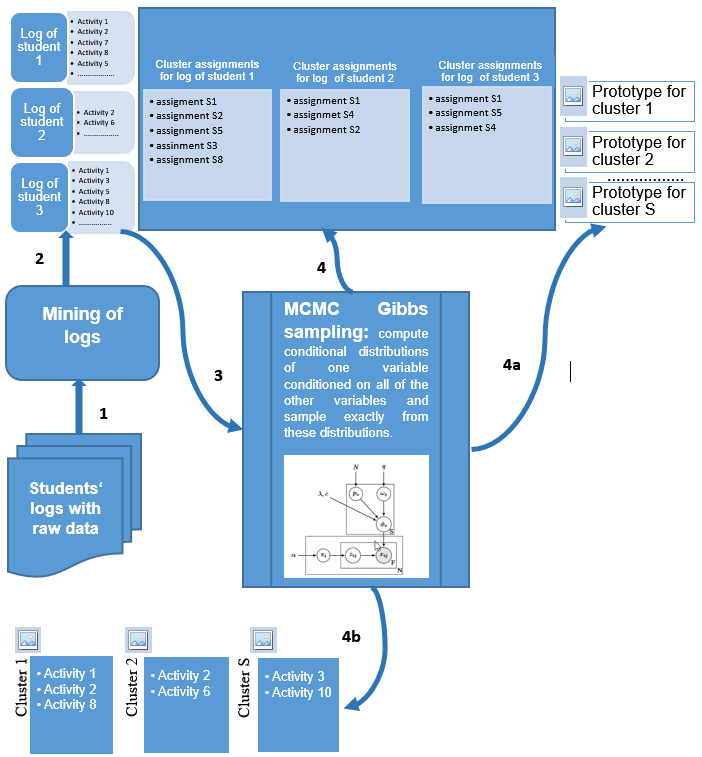 Log of
student
1
• Activity 1
• Activity 2
• Activity 7
• Activity 8
• Activity 5
• ..................
Log of
student
2
• Activity 2
• Activity 6
• ..................
Log of
student
3
• Activity 1
• Activity 3
• Activity 5
• Activity 8
• Activity 10
• .................
Cluster assignments
for log of student 1
• assigment S1
• assignment S2
• assignment S5
• assinment S3
• assignment S8
Cluster assignments
for log of student 2
• assignment S1
• assignmet S4
• assignment S2
Cluster assignments
for log of student 3
• assignment S1
• assignment S5
• assignmet S4
Prototype for
cluster 1
Prototype for
cluster 2
..................
Prototype for
cluster S
2
Mining of
logs
1
Students‘
logs with
raw data
3
4
4a
MCMC Gibbs
sampling: compute
conditional distributions
of one variable
conditioned on all of the
other variables and
sample exactly from
these distributions.
N q
λ, c
p_s ω_s
ϕ_s
S
α π_i z_ij x_ij
F
N
4b
Cluster 1
• Activity 1
• Activity 2
• Activity 8
Cluster 2
• Activity 2
• Activity 6
Cluster S
• Activity 3
• Activity 10